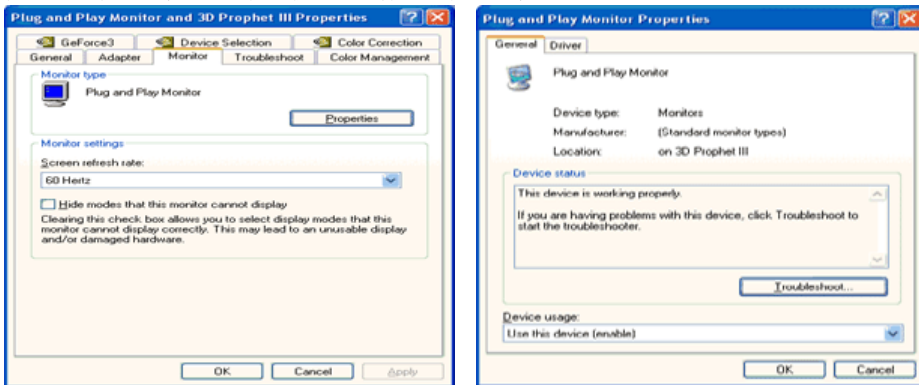 Plug and Play Monitor and 3D Prophet III Properties
GeForce3 Device Selection Color Correction
General Adapter Monitor Troubleshoot Color Management
Monitor type
Plug and Play Monitor
Properties
Monitor settings
Screen refresh rate:
60 Hertz
Hide modes that this monitor cannot display
Clearing this check box allows you to select display modes that this
monitor cannot display correctly. This may lead to an unusable display
and/or damaged hardware.
OK Cancel Apply
Plug and Play Monitor Properties
General Driver
Plug and Play Monitor
Device type: Monitors
Manufacturer: (Standard monitor types)
Location: on 3D Prophet III
Device status
This device is working properly.
If you are having problems with this device, click Troubleshoot to
start the troubleshooter.
Troubleshoot...
Device usage:
Use this device (enable)
OK Cancel